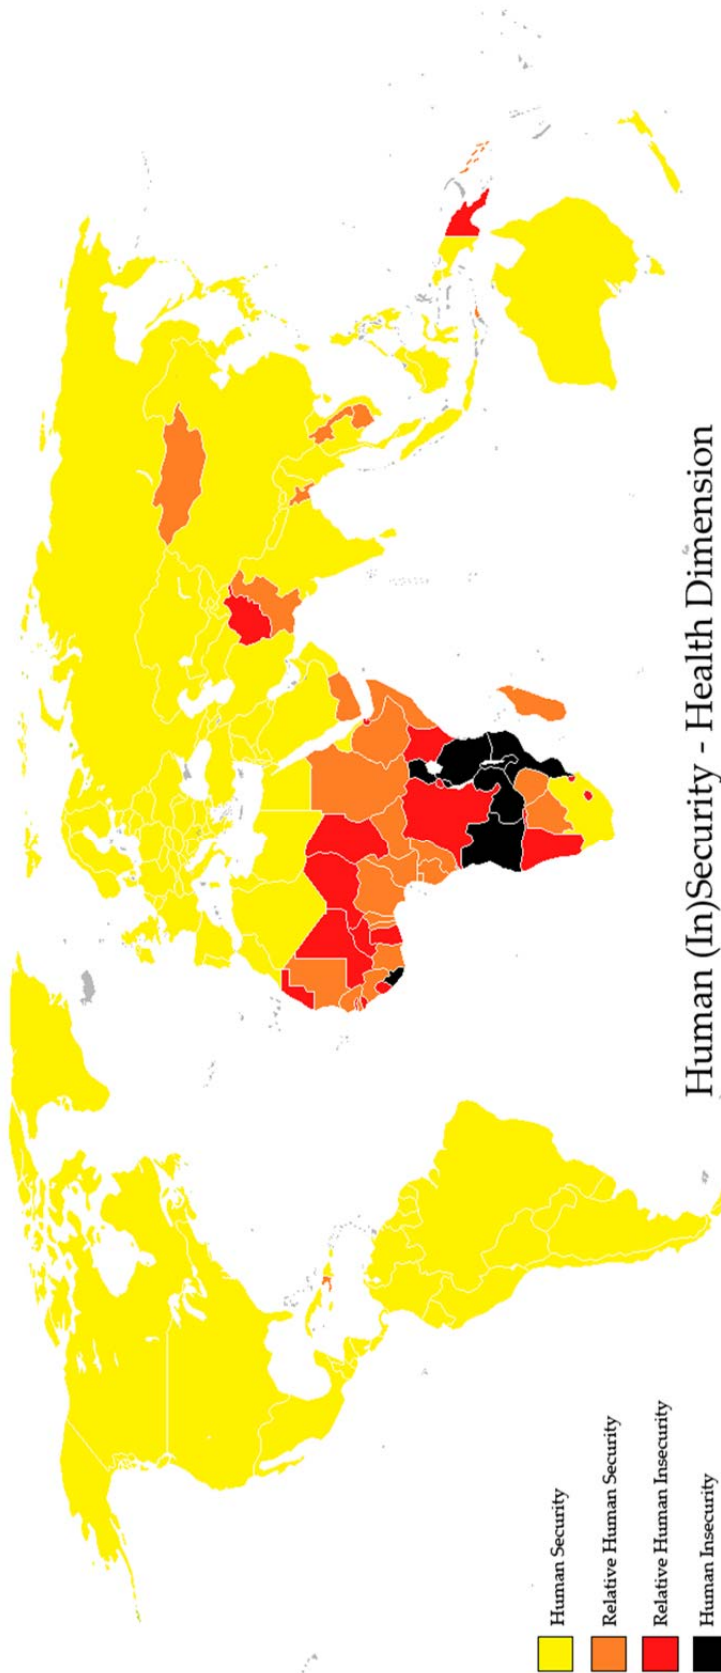 Human (In)Security - Health Dimension
Human Security
Relative Human Security
Relative Human Insecurity
Human Insecurity